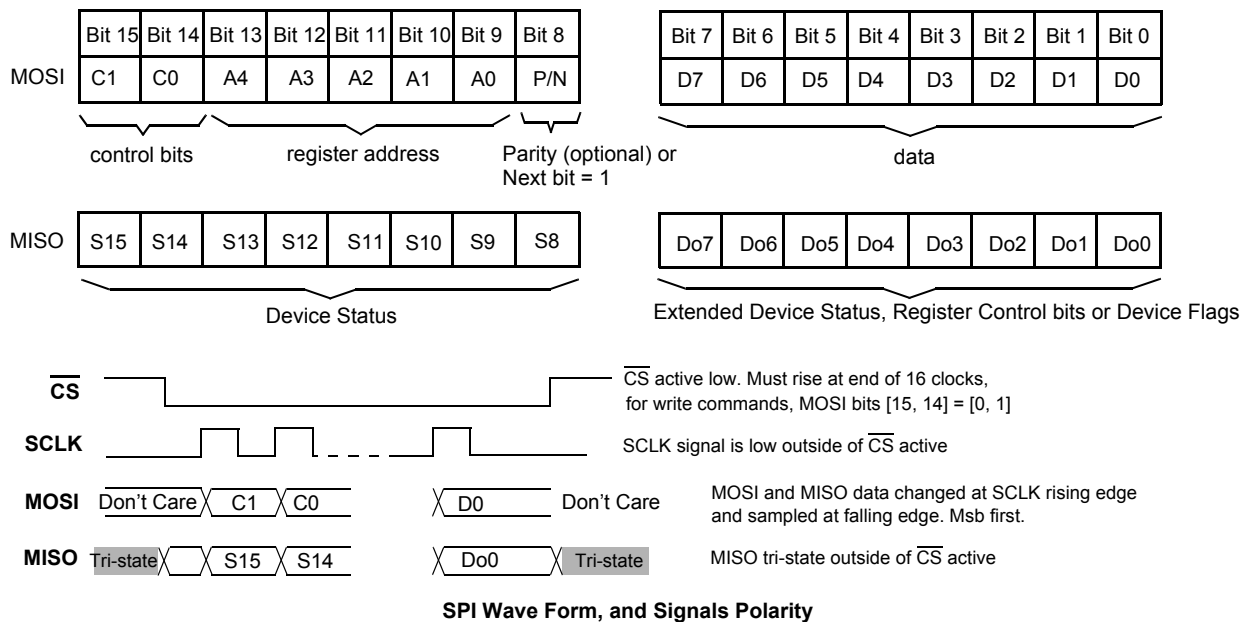 Bit 15 Bit 14 Bit 13 Bit 12 Bit 11 Bit 10 Bit 9 Bit 8 Bit 7 Bit 6 Bit 5 Bit 4 Bit 3 Bit 2 Bit 1 Bit 0
MOSI C1 C0 A4 A3 A2 A1 A0 P/N D7 D6 D5 D4 D3 D2 D1 D0
control bits register address Parity (optional) or data
Next bit = 1
MISO S15 S14 S13 S12 S11 S10 S9 S8 Do7 Do6 Do5 Do4 Do3 Do2 Do1 Do0
Device Status Extended Device Status, Register Control bits or Device Flags
CS CS active low. Must rise at end of 16 clocks,
for write commands, MOSI bits [15, 14] = [0, 1]
SCLK SCLK signal is low outside of CS active
MOSI Don't Care C1 C0 D0 Don't Care MOSI and MISO data changed at SCLK rising edge
and sampled at falling edge. Msb first.
MISO Tri-state S15 S14 Do0 Tri-state MISO tri-state outside of CS active
SPI Wave Form, and Signals Polarity